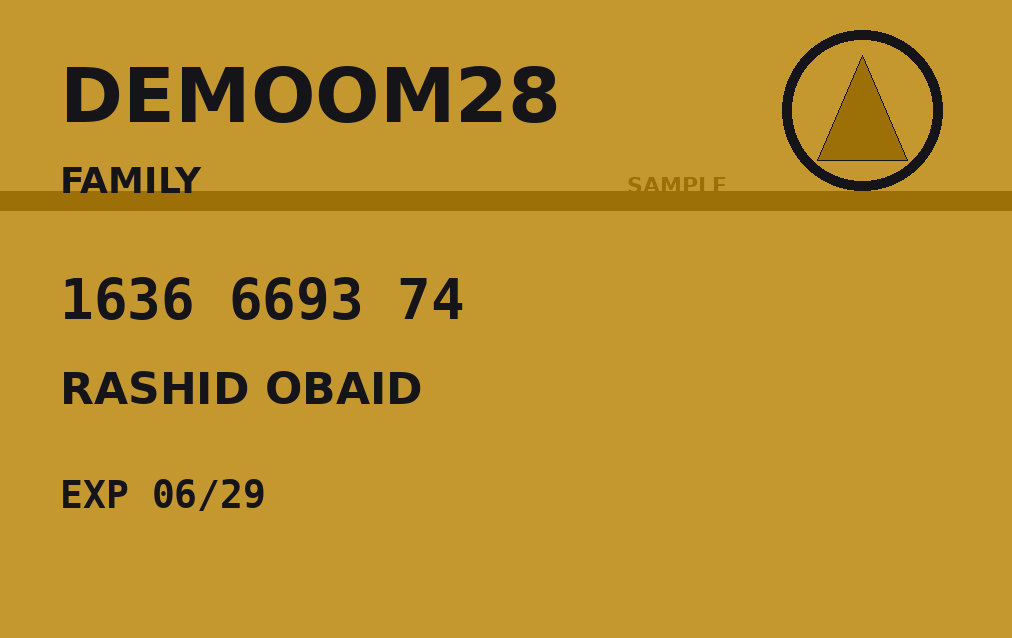 DEMOOM28
FAMILY
SAMPLE
1636 6693 74
RASHID OBAID
EXP 06/29